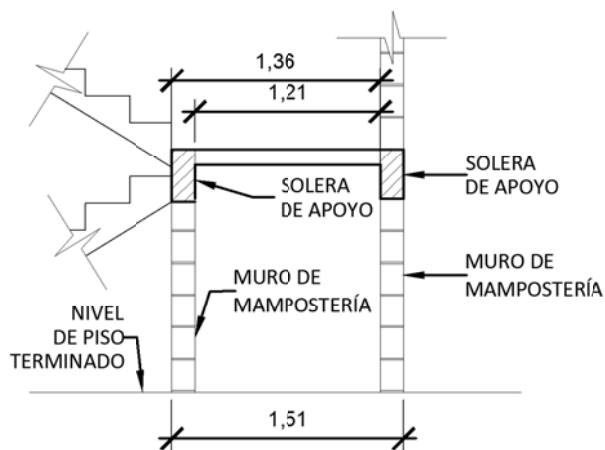 1,36
1,21
SOLERA
DE APOYO
SOLERA
DE APOYO
MURO DE
MAMPOSTERÍA
MURO DE
MAMPOSTERÍA
NIVEL
DE PISO
TERMINADO
1,51